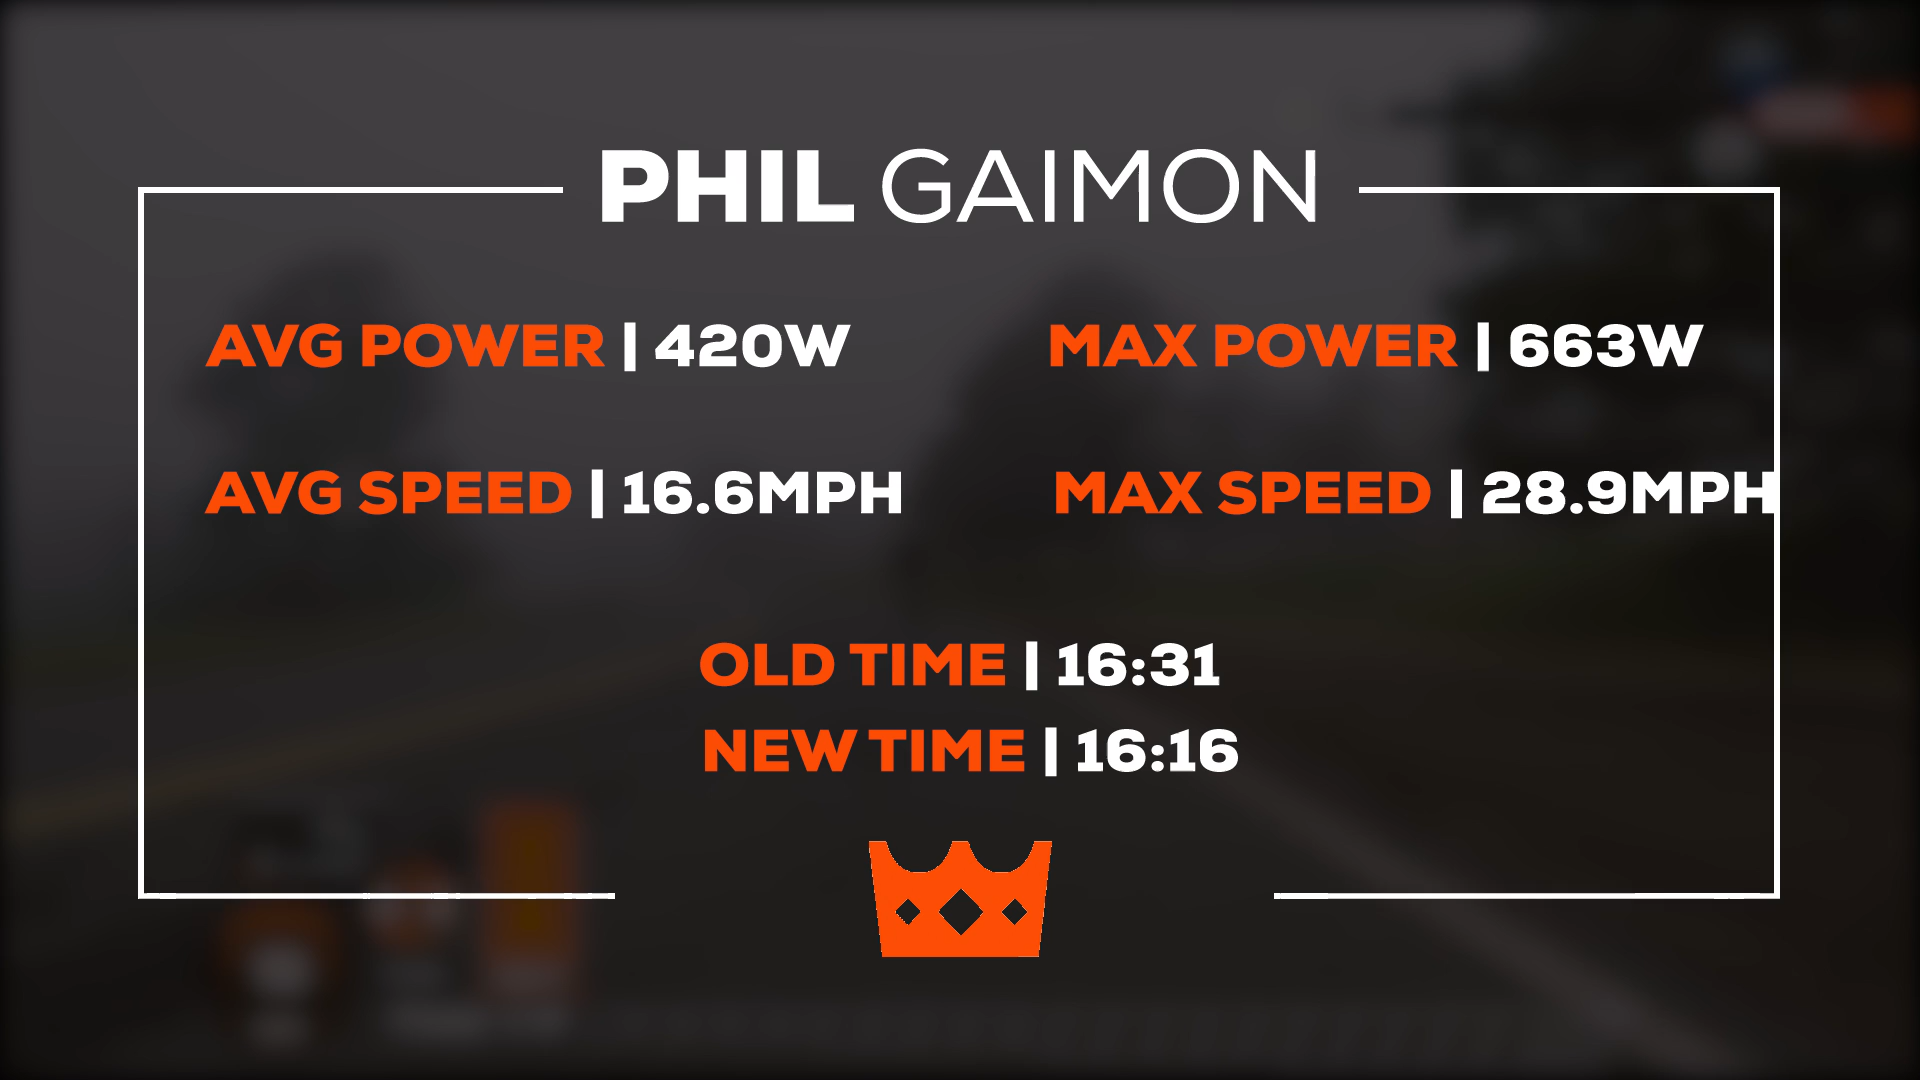 PHIL GAIMON
AVG POWER | 420W
MAX POWER | 663W
AVG SPEED | 16.6MPH
MAX SPEED | 28.9MPH
OLD TIME | 16:31
NEW TIME | 16:16